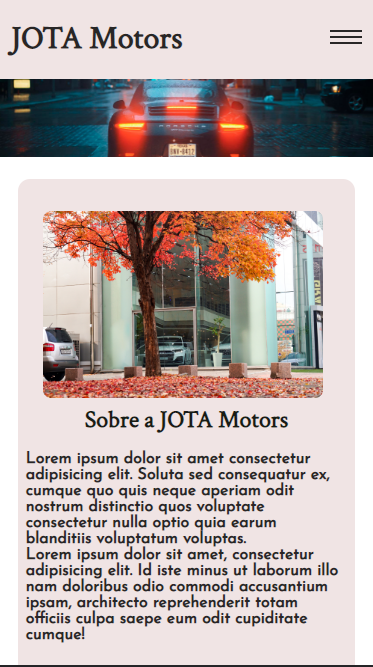 JOTA Motors
Sobre a JOTA Motors
Lorem ipsum dolor sit amet consectetur
adipisicing elit. Soluta sed consequatur ex,
cumque quo quis neque aperiam odit
nostrum distinctio quos voluptate
consectetur nulla optio quia earum
blanditiis voluptatum voluptas.
Lorem ipsum dolor sit amet, consectetur
adipisicing elit. Id iste minus ut laborum illo
nam doloribus odio commodi accusantium
ipsam, architecto reprehenderit totam
officiis culpa saepe eum odit cupiditate
cumque!